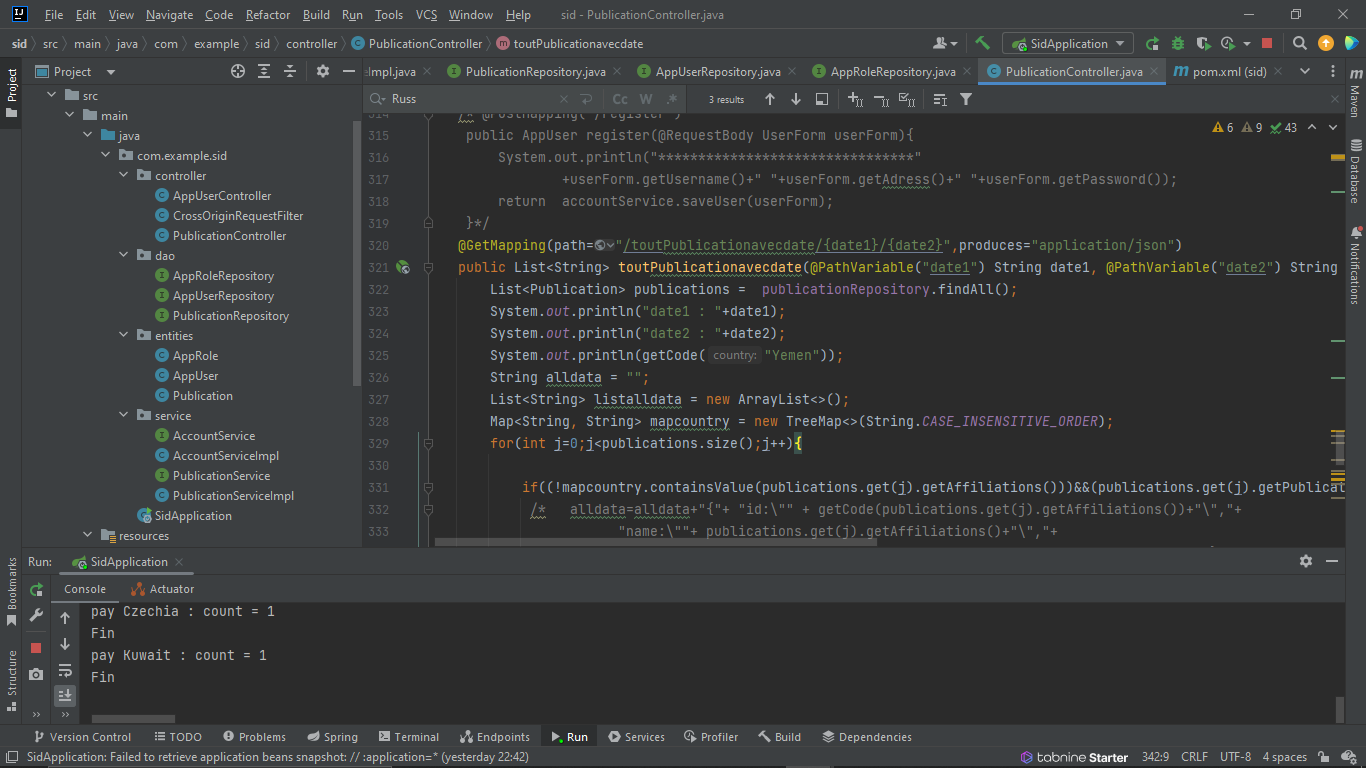 File Edit View Navigate Code Refactor Build Run Tools VCS Window Help sid - PublicationController.java
sid src main java com example sid controller PublicationController toutPublicationavecdate SidApplication
Project
Project
Impl.java PublicationRepository.java AppUserRepository.java AppRoleRepository.java PublicationController.java pom.xml (sid)
Russ Cc W .* 3 results
6 9 43
src
main
java
com.example.sid
controller
AppUserController
CrossOriginRequestFilter
PublicationController
dao
AppRoleRepository
AppUserRepository
PublicationRepository
entities
AppRole
AppUser
Publication
service
AccountService
AccountServiceImpl
PublicationService
PublicationServiceImpl
SidApplication
resources
314 /* @PostMapping("/register")
315 public AppUser register(@RequestBody UserForm userForm){
316 System.out.println("********************************"
317 +userForm.getUsername()+" "+userForm.getAdress()+" "+userForm.getPassword());
318 return accountService.saveUser(userForm);
319 }*/
320 @GetMapping(path="/toutPublicationavecdate/{date1}/{date2}",produces="application/json")
321 public List<String> toutPublicationavecdate(@PathVariable("date1") String date1, @PathVariable("date2") String
322 List<Publication> publications = publicationRepository.findAll();
323 System.out.println("date1 : "+date1);
324 System.out.println("date2 : "+date2);
325 System.out.println(getCode( country: "Yemen"));
326 String alldata = "";
327 List<String> listalldata = new ArrayList<>();
328 Map<String, String> mapcountry = new TreeMap<>(String.CASE_INSENSITIVE_ORDER);
329 for(int j=0;j<publications.size();j++){
330
331 if((!mapcountry.containsValue(publications.get(j).getAffiliations()))&&(publications.get(j).getPublicat
332 /* alldata=alldata+"{"+ "id:\"" + getCode(publications.get(j).getAffiliations())+"\","+
333 "name:\""+ publications.get(j).getAffiliations()+"\","+
Maven
Database
Notifications
Bookmarks
Structure
Run: SidApplication
Console Actuator
pay Czechia : count = 1
Fin
pay Kuwait : count = 1
Fin
Version Control TODO Problems Spring Terminal Endpoints Run Services Profiler Build Dependencies
SidApplication: Failed to retrieve application beans snapshot: // :application=* (yesterday 22:42) tabnine Starter 342:9 CRLF UTF-8 4 spaces